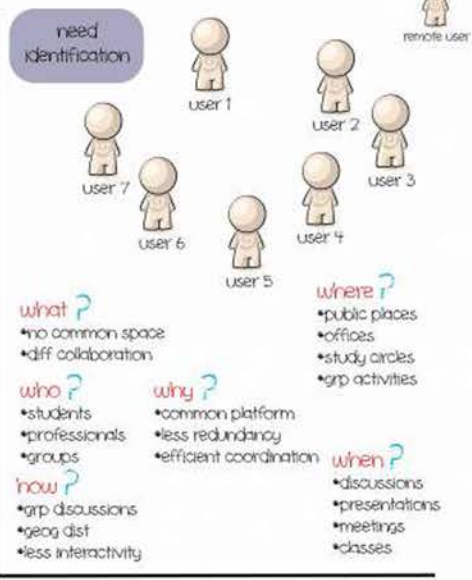 need
identification
remote user
user 1
user 2
user 3
user 7
user 6
user 4
user 5
what ?
•no common space
•diff collaboration
where ?
•public places
•offices
•study circles
•grp activities
who ?
•students
•professionals
•groups
why ?
•common platform
•less redundancy
•efficient coordination
when ?
•discussions
•presentations
•meetings
•classes
how ?
•grp discussions
•geog dist
•less interactivity